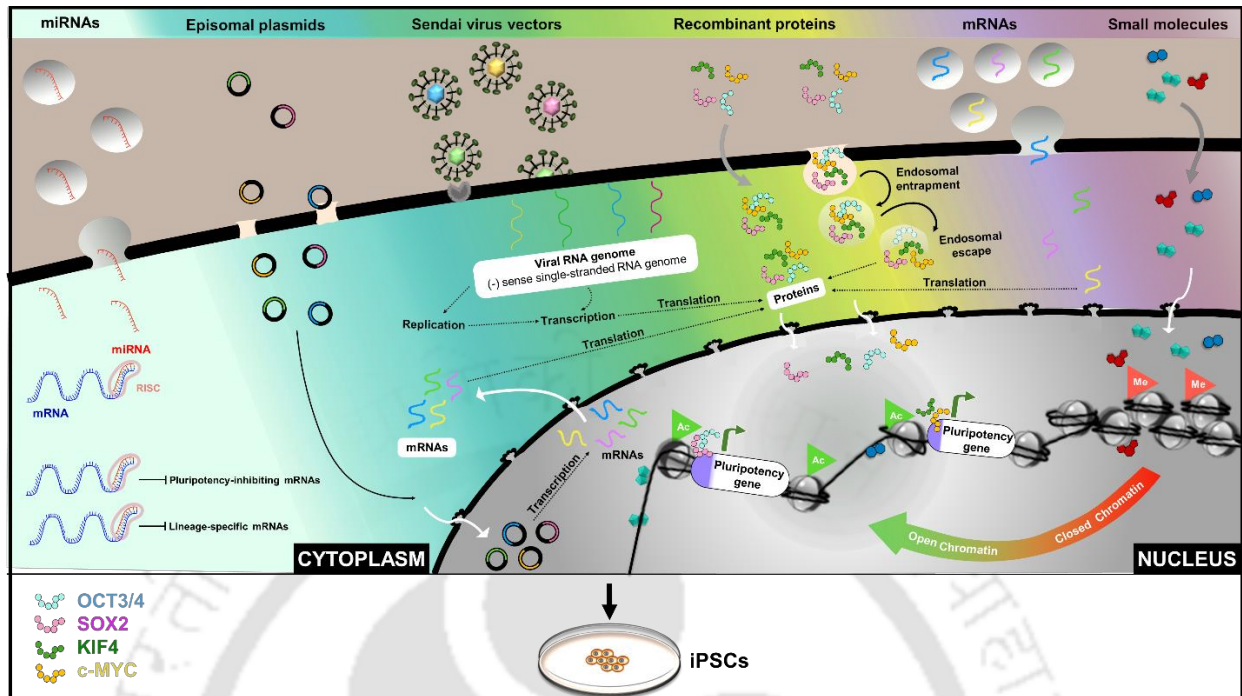 miRNAs
Episomal plasmids
Sendai virus vectors
Recombinant proteins
mRNAs
Small molecules
Endosomal
entrapment
Endosomal
escape
Viral RNA genome
(-) sense single-stranded RNA genome
Replication
Transcription
Translation
Translation
Proteins
Translation
miRNA
RISC
mRNA
mRNAs
mRNAs
Transcription
Pluripotency-inhibiting mRNAs
Lineage-specific mRNAs
Ac
Pluripotency
gene
Ac
Ac
Pluripotency
gene
Me
Me
Open Chromatin
Closed Chromatin
CYTOPLASM
NUCLEUS
OCT3/4
SOX2
KIF4
c-MYC
iPSCs